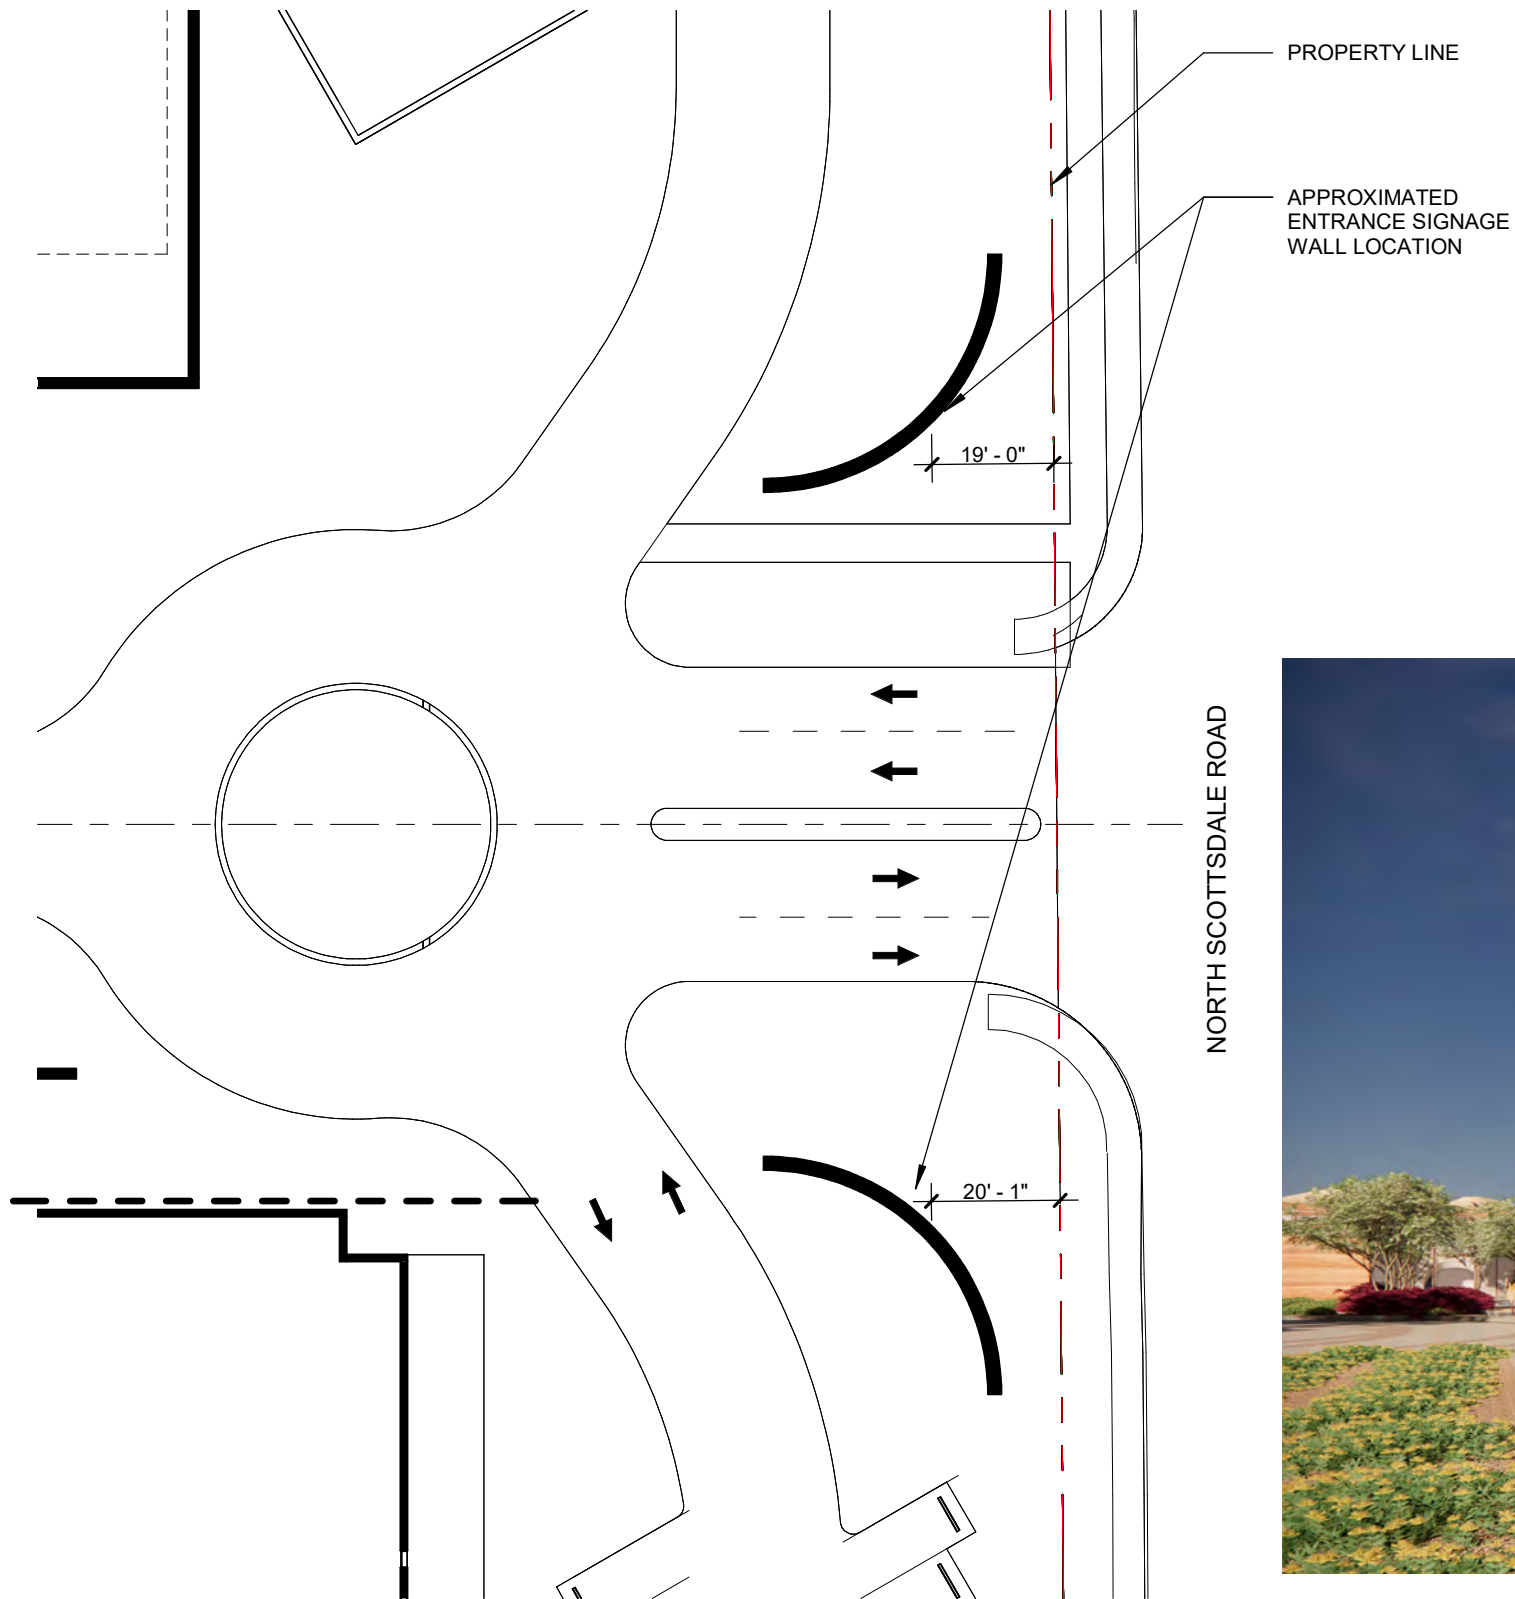 PROPERTY LINE
APPROXIMATED
ENTRANCE SIGNAGE
WALL LOCATION
19' - 0"
NORTH SCOTTSDALE ROAD
20' - 1"